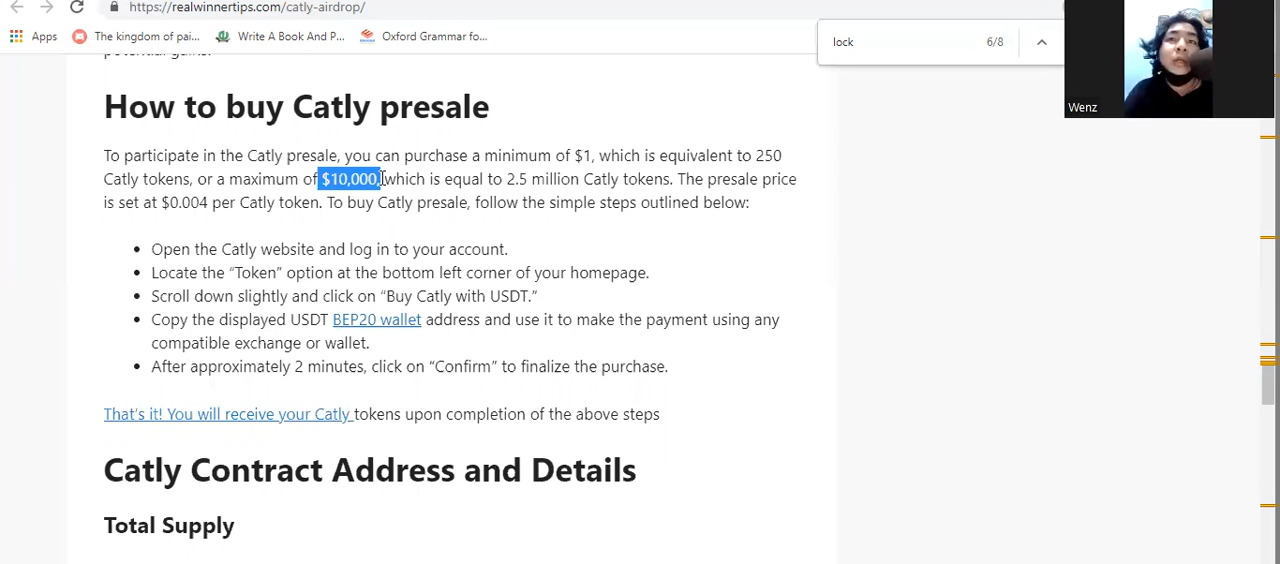 https://realwinnertips.com/catly-airdrop/
Apps The kingdom of pai... Write A Book And P... Oxford Grammar fo...
lock 6/8
Wenz
potential gains.
How to buy Catly presale
To participate in the Catly presale, you can purchase a minimum of $1, which is equivalent to 250
Catly tokens, or a maximum of $10,000, which is equal to 2.5 million Catly tokens. The presale price
is set at $0.004 per Catly token. To buy Catly presale, follow the simple steps outlined below:
• Open the Catly website and log in to your account.
• Locate the “Token” option at the bottom left corner of your homepage.
• Scroll down slightly and click on “Buy Catly with USDT.”
• Copy the displayed USDT BEP20 wallet address and use it to make the payment using any
compatible exchange or wallet.
• After approximately 2 minutes, click on “Confirm” to finalize the purchase.
That’s it! You will receive your Catly tokens upon completion of the above steps
Catly Contract Address and Details
Total Supply